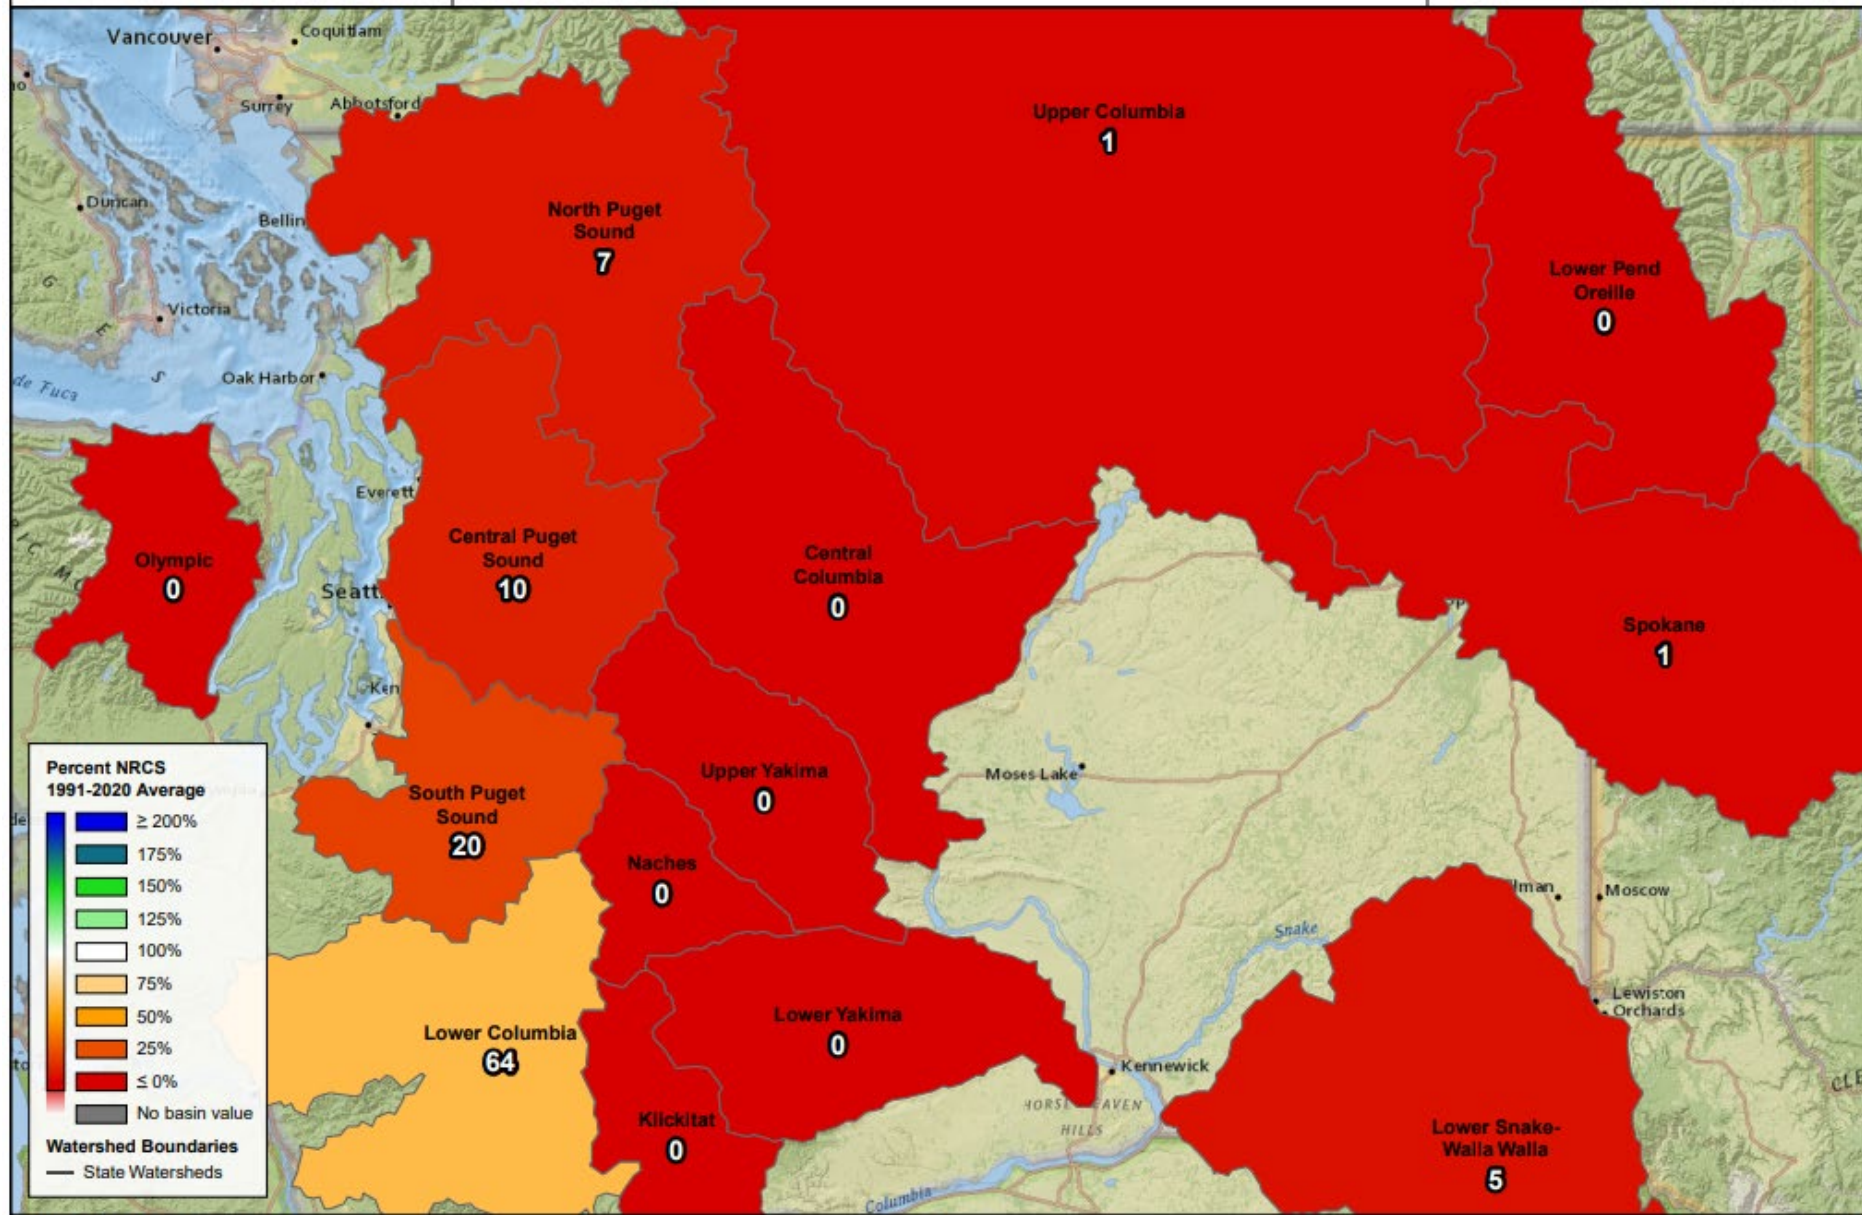 Vancouver
Coquitlam
Surrey
Abbotsford
Upper Columbia
1
Duncan
Bellin
North Puget
Sound
7
Lower Pend
Oreille
0
G
E
S
Victoria
Oak Harbor
de Fuca
Everett
Olympic
0
Central Puget
Sound
10
Central
Columbia
0
Seatt
Spokane
1
Ken
Upper Yakima
0
Moses Lake
South Puget
Sound
20
Naches
0
lman
Moscow
Snake
Lewiston
Orchards
Lower Columbia
64
Lower Yakima
0
Kennewick
HORSE HEAVEN
HILLS
CLE
Klickitat
0
Lower Snake-
Walla Walla
5
Columbia
Percent NRCS
1991-2020 Average
≥ 200%
175%
150%
125%
100%
75%
50%
25%
≤ 0%
No basin value
Watershed Boundaries
State Watersheds